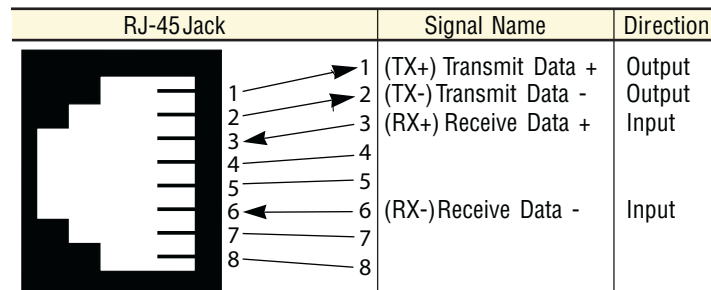 RJ-45 Jack Signal Name Direction
1 1 (TX+) Transmit Data + Output
2 2 (TX-) Transmit Data - Output
3 3 (RX+) Receive Data + Input
4 4
5 5
6 6 (RX-) Receive Data - Input
7 7
8 8